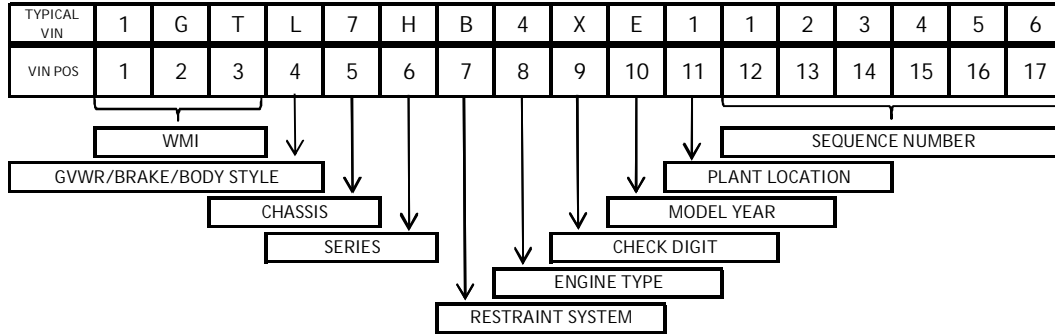 TYPICAL VIN 1 G T L 7 H B 4 X E 1 1 2 3 4 5 6
VIN POS 1 2 3 4 5 6 7 8 9 10 11 12 13 14 15 16 17
WMI SEQUENCE NUMBER
GVWR/BRAKE/BODY STYLE PLANT LOCATION
CHASSIS MODEL YEAR
SERIES CHECK DIGIT
ENGINE TYPE
RESTRAINT SYSTEM